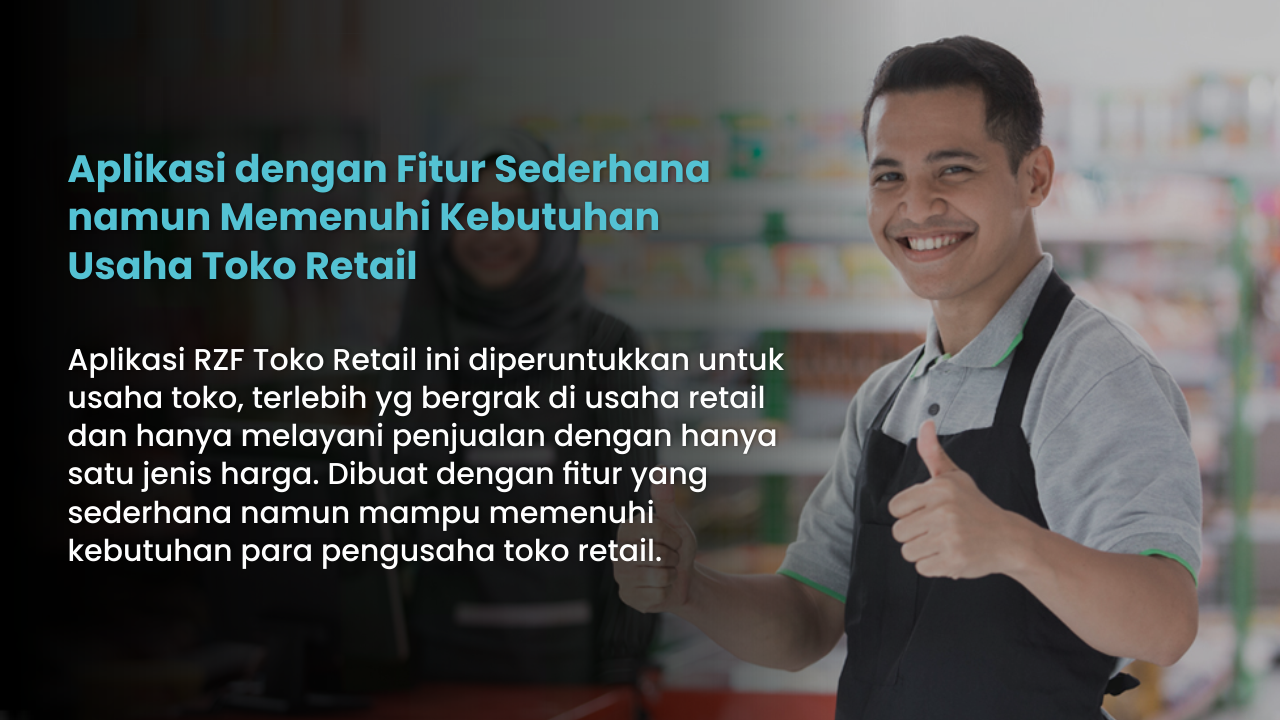 Aplikasi dengan Fitur Sederhana
namun Memenuhi Kebutuhan
Usaha Toko Retail
Aplikasi RZF Toko Retail ini diperuntukkan untuk
usaha toko, terlebih yg bergrak di usaha retail
dan hanya melayani penjualan dengan hanya
satu jenis harga. Dibuat dengan fitur yang
sederhana namun mampu memenuhi
kebutuhan para pengusaha toko retail.